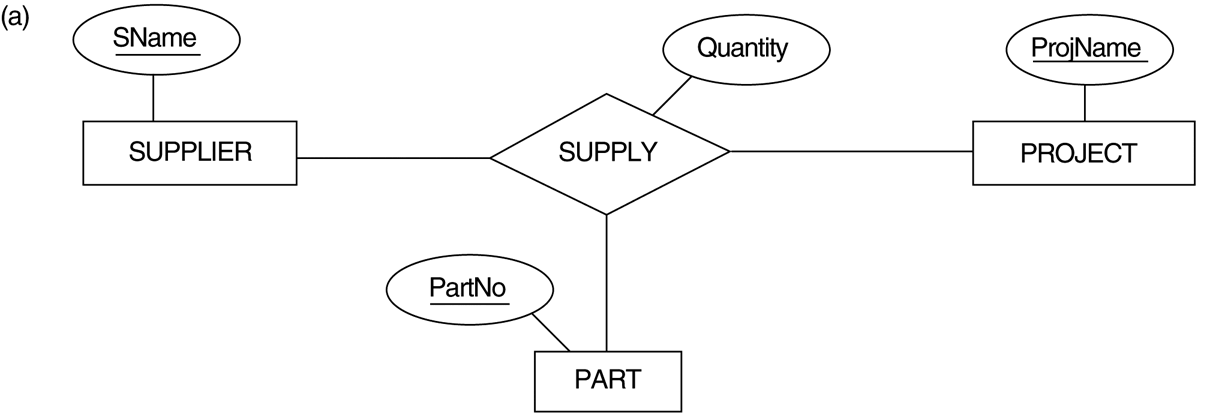 (a)
SName
Quantity
ProjName
SUPPLIER
SUPPLY
PROJECT
PartNo
PART